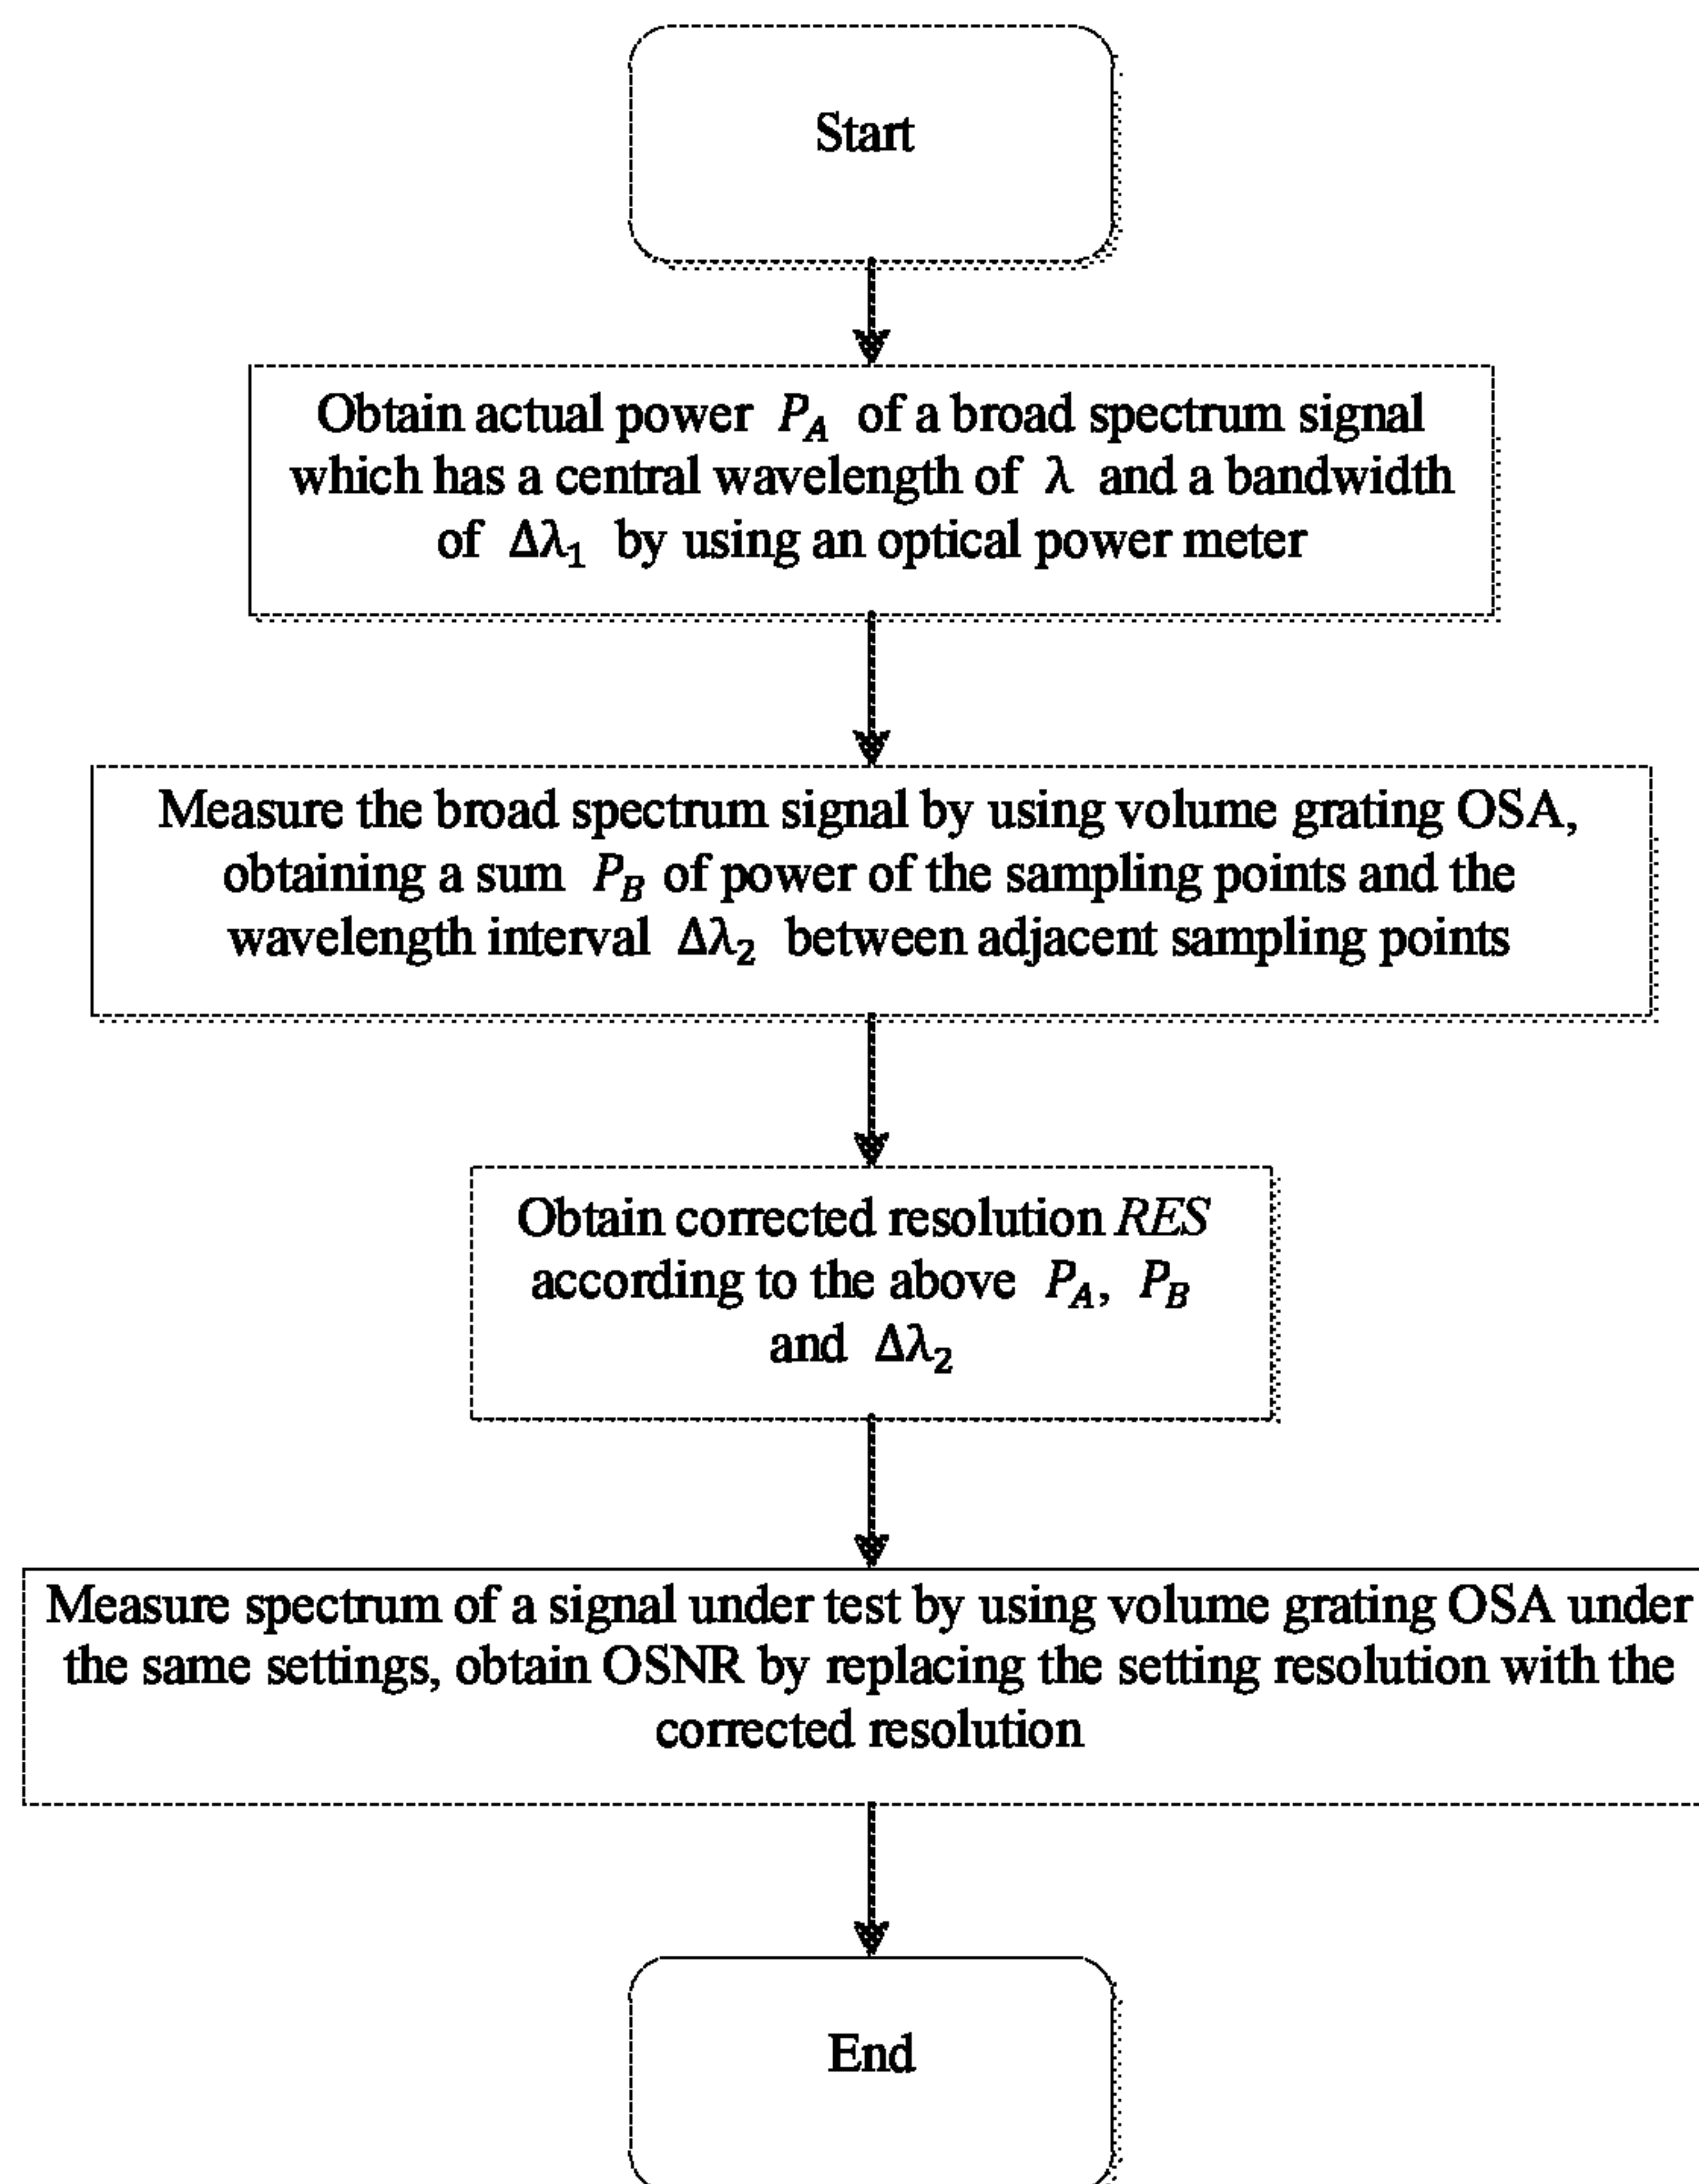 Start
Obtain actual power P_A of a broad spectrum signal
which has a central wavelength of λ and a bandwidth
of Δλ₁ by using an optical power meter
Measure the broad spectrum signal by using volume grating OSA,
obtaining a sum P_B of power of the sampling points and the
wavelength interval Δλ₂ between adjacent sampling points
Obtain corrected resolution RES
according to the above P_A, P_B
and Δλ₂
Measure spectrum of a signal under test by using volume grating OSA under
the same settings, obtain OSNR by replacing the setting resolution with the
corrected resolution
End